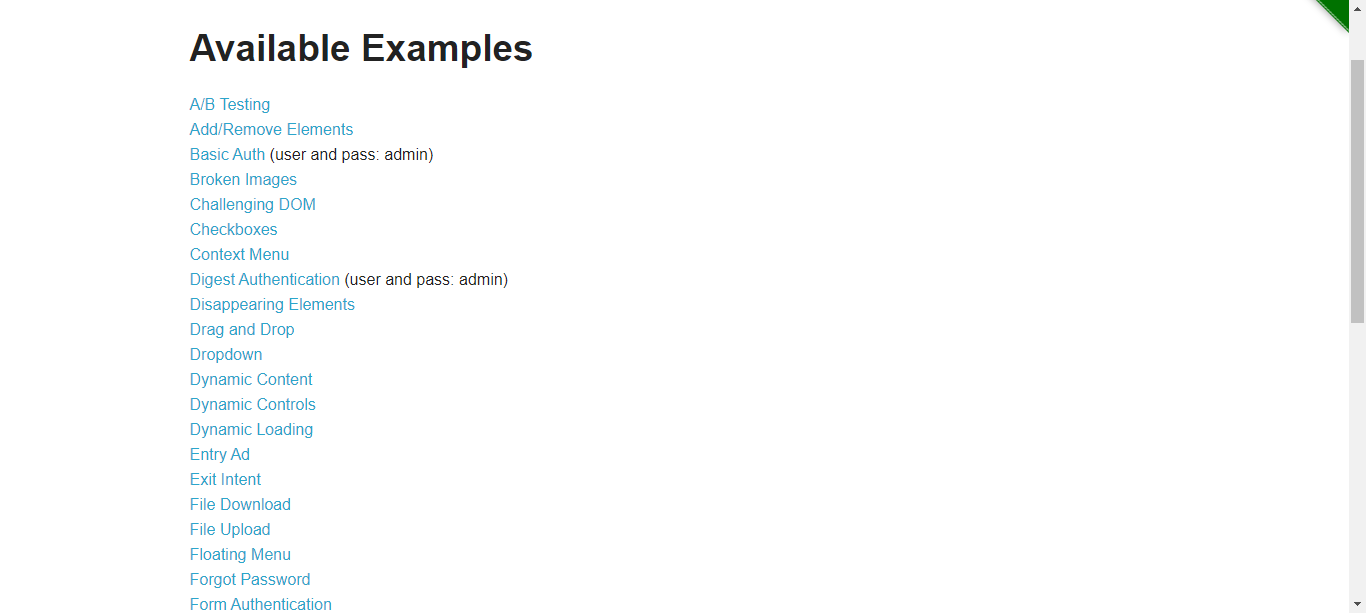 Available Examples
A/B Testing
Add/Remove Elements
Basic Auth (user and pass: admin)
Broken Images
Challenging DOM
Checkboxes
Context Menu
Digest Authentication (user and pass: admin)
Disappearing Elements
Drag and Drop
Dropdown
Dynamic Content
Dynamic Controls
Dynamic Loading
Entry Ad
Exit Intent
File Download
File Upload
Floating Menu
Forgot Password
Form Authentication